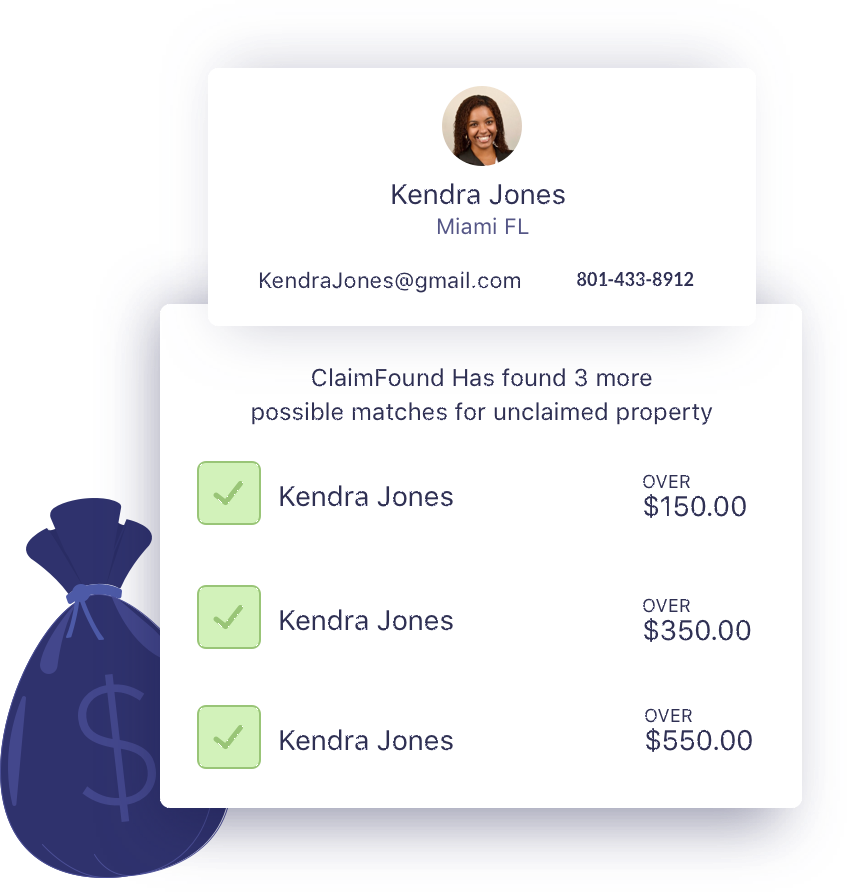 Kendra Jones
Miami FL
KendraJones@gmail.com 801-433-8912
ClaimFound Has found 3 more
possible matches for unclaimed property
OVER
Kendra Jones $150.00
OVER
Kendra Jones $350.00
OVER
Kendra Jones $550.00
$